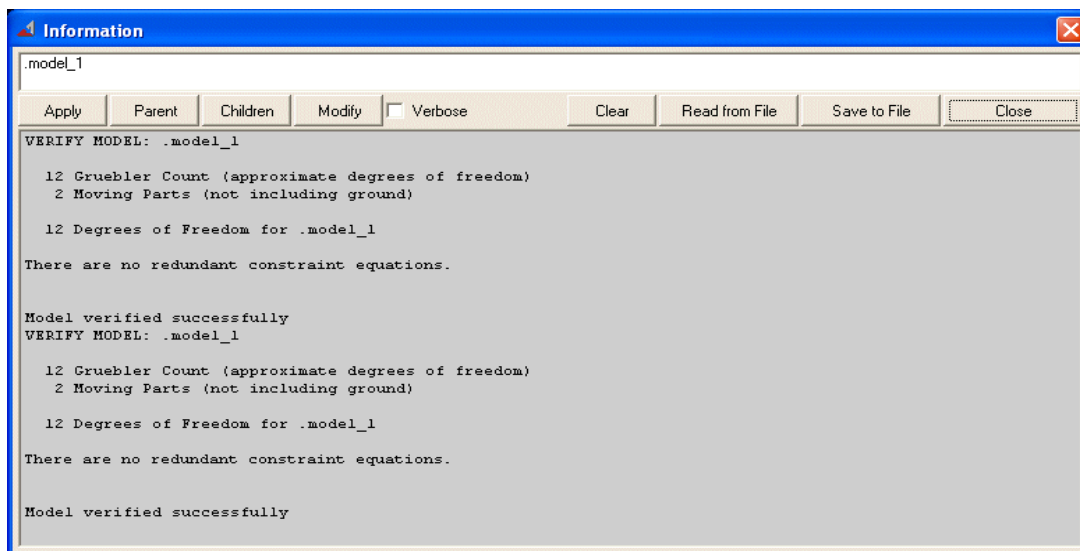 Information
.model_1
Apply Parent Children Modify Verbose Clear Read from File Save to File Close
VERIFY MODEL: .model_1
12 Gruebler Count (approximate degrees of freedom)
2 Moving Parts (not including ground)
12 Degrees of Freedom for .model_1
There are no redundant constraint equations.
Model verified successfully
VERIFY MODEL: .model_1
12 Gruebler Count (approximate degrees of freedom)
2 Moving Parts (not including ground)
12 Degrees of Freedom for .model_1
There are no redundant constraint equations.
Model verified successfully